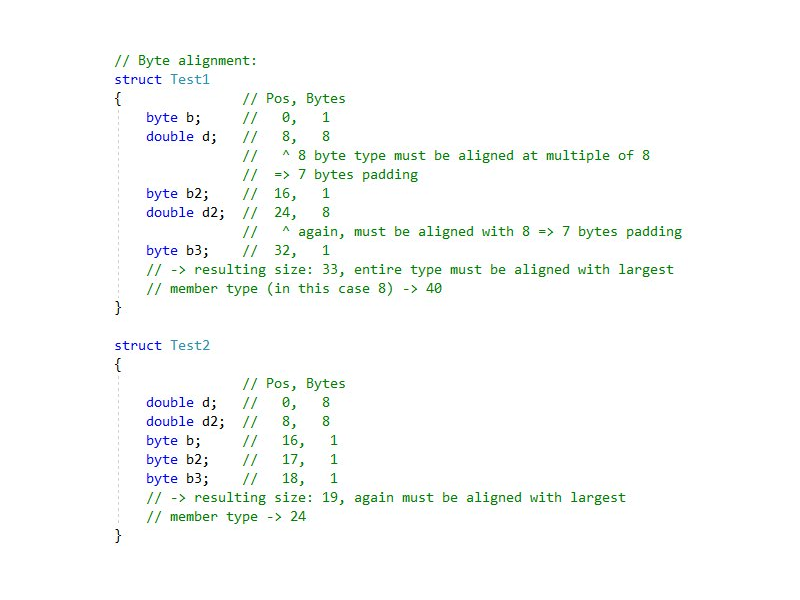 // Byte alignment:
struct Test1
{               // Pos, Bytes
    byte b;     //   0,   1
    double d;   //   8,   8
                //   ^ 8 byte type must be aligned at multiple of 8
                //  => 7 bytes padding
    byte b2;    //  16,   1
    double d2;  //  24,   8
                //   ^ again, must be aligned with 8 => 7 bytes padding
    byte b3;    //  32,   1
    // -> resulting size: 33, entire type must be aligned with largest
    // member type (in this case 8) -> 40
}
struct Test2
{
                // Pos, Bytes
    double d;   //   0,   8
    double d2;  //   8,   8
    byte b;     //   16,   1
    byte b2;    //   17,   1
    byte b3;    //   18,   1
    // -> resulting size: 19, again must be aligned with largest
    // member type -> 24
}